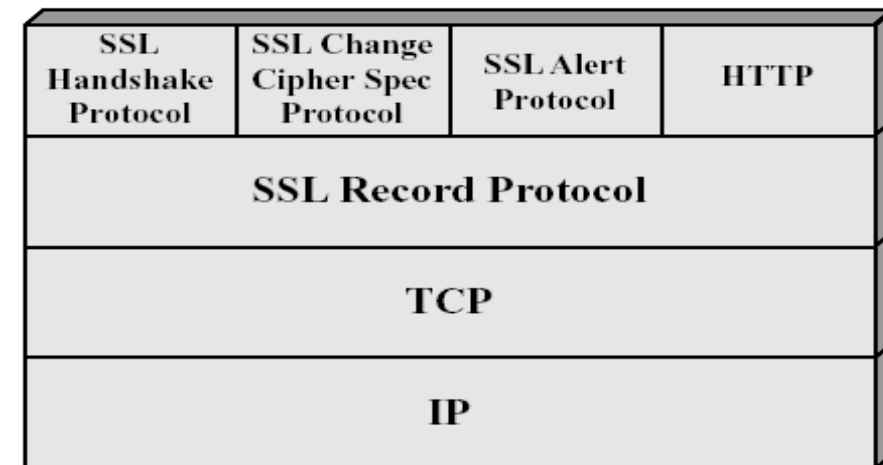 SSL
Handshake
Protocol
SSL Change
Cipher Spec
Protocol
SSL Alert
Protocol
HTTP
SSL Record Protocol
TCP
IP